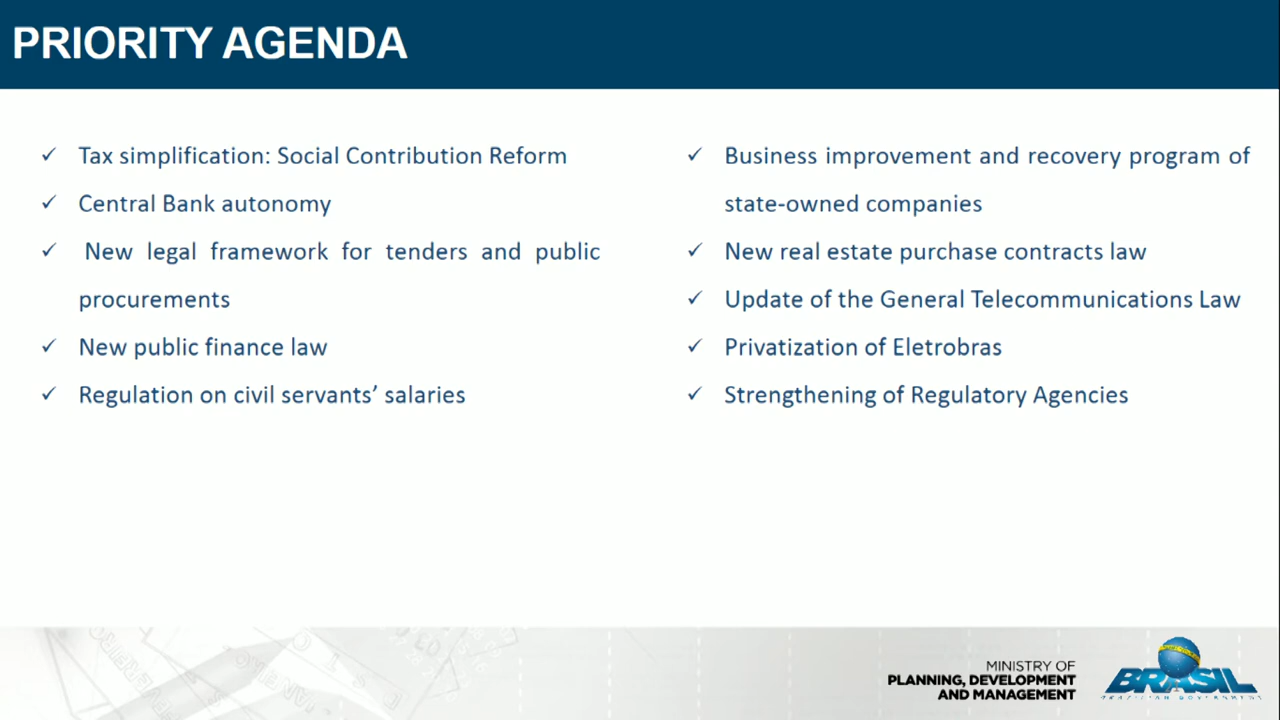 PRIORITY AGENDA
✓ Tax simplification: Social Contribution Reform
✓ Central Bank autonomy
✓ New legal framework for tenders and public
procurements
✓ New public finance law
✓ Regulation on civil servants’ salaries
✓ Business improvement and recovery program of
state-owned companies
✓ New real estate purchase contracts law
✓ Update of the General Telecommunications Law
✓ Privatization of Eletrobras
✓ Strengthening of Regulatory Agencies
MINISTRY OF
PLANNING, DEVELOPMENT
AND MANAGEMENT
BRASIL
BRAZILIAN GOVERNMENT